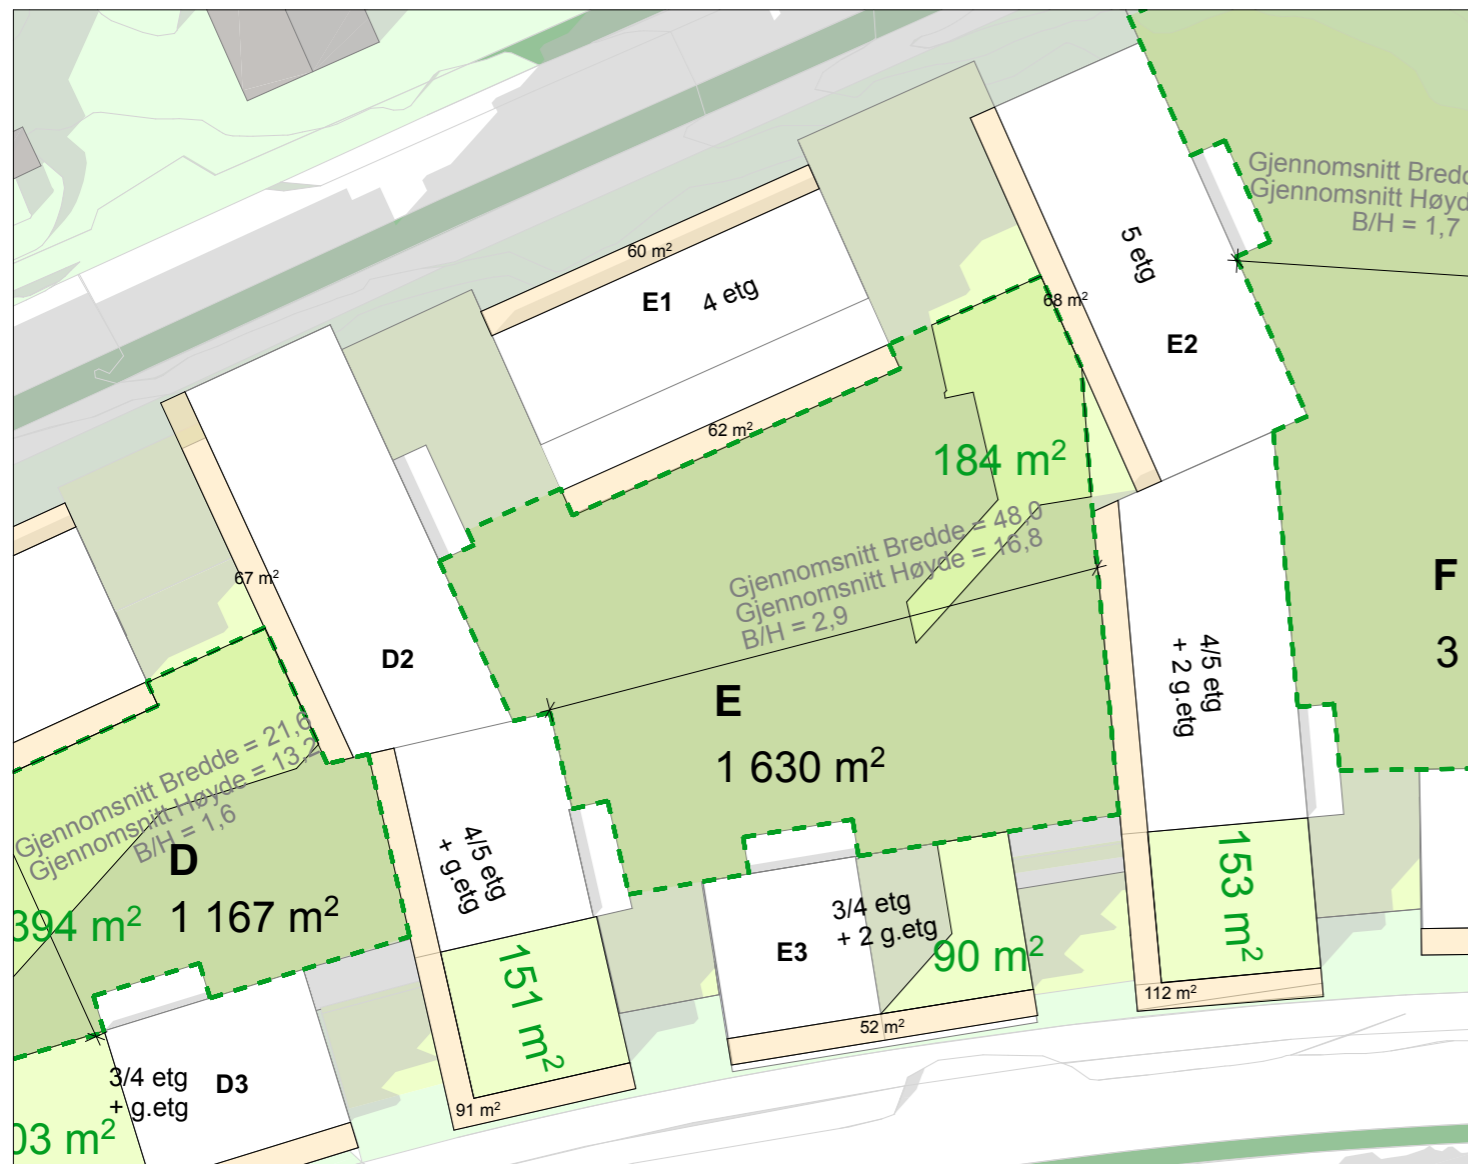 Gjennomsnitt
Gjennomsnitt
B/H = 1,7
5 etg
60 m²
E1
4 etg
68 m²
E2
62 m²
184 m²
Gjennomsnitt Bredde = 48,0
Gjennomsnitt Høyde = 16,8
B/H = 2,9
67 m²
D2
F
3
4/5 etg
+ 2 g.etg
E
1 630 m²
Gjennomsnitt Bredde = 21,6
Gjennomsnitt Høyde = 13,2
B/H = 1,6
D
1 167 m²
394 m²
4/5 etg
+ g.etg
3/4 etg
+ 2 g.etg
E3
90 m²
153 m²
151 m²
112 m²
52 m²
3/4 etg
+ g.etg
D3
91 m²
03 m²